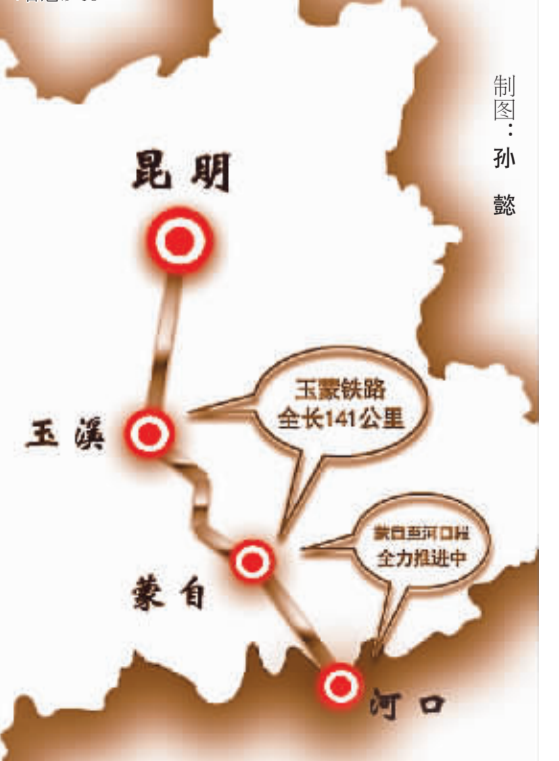 制图：孙 懿
昆明
玉蒙铁路
全长141公里
玉溪
蒙自至河口段
全力推进中
蒙自
河口